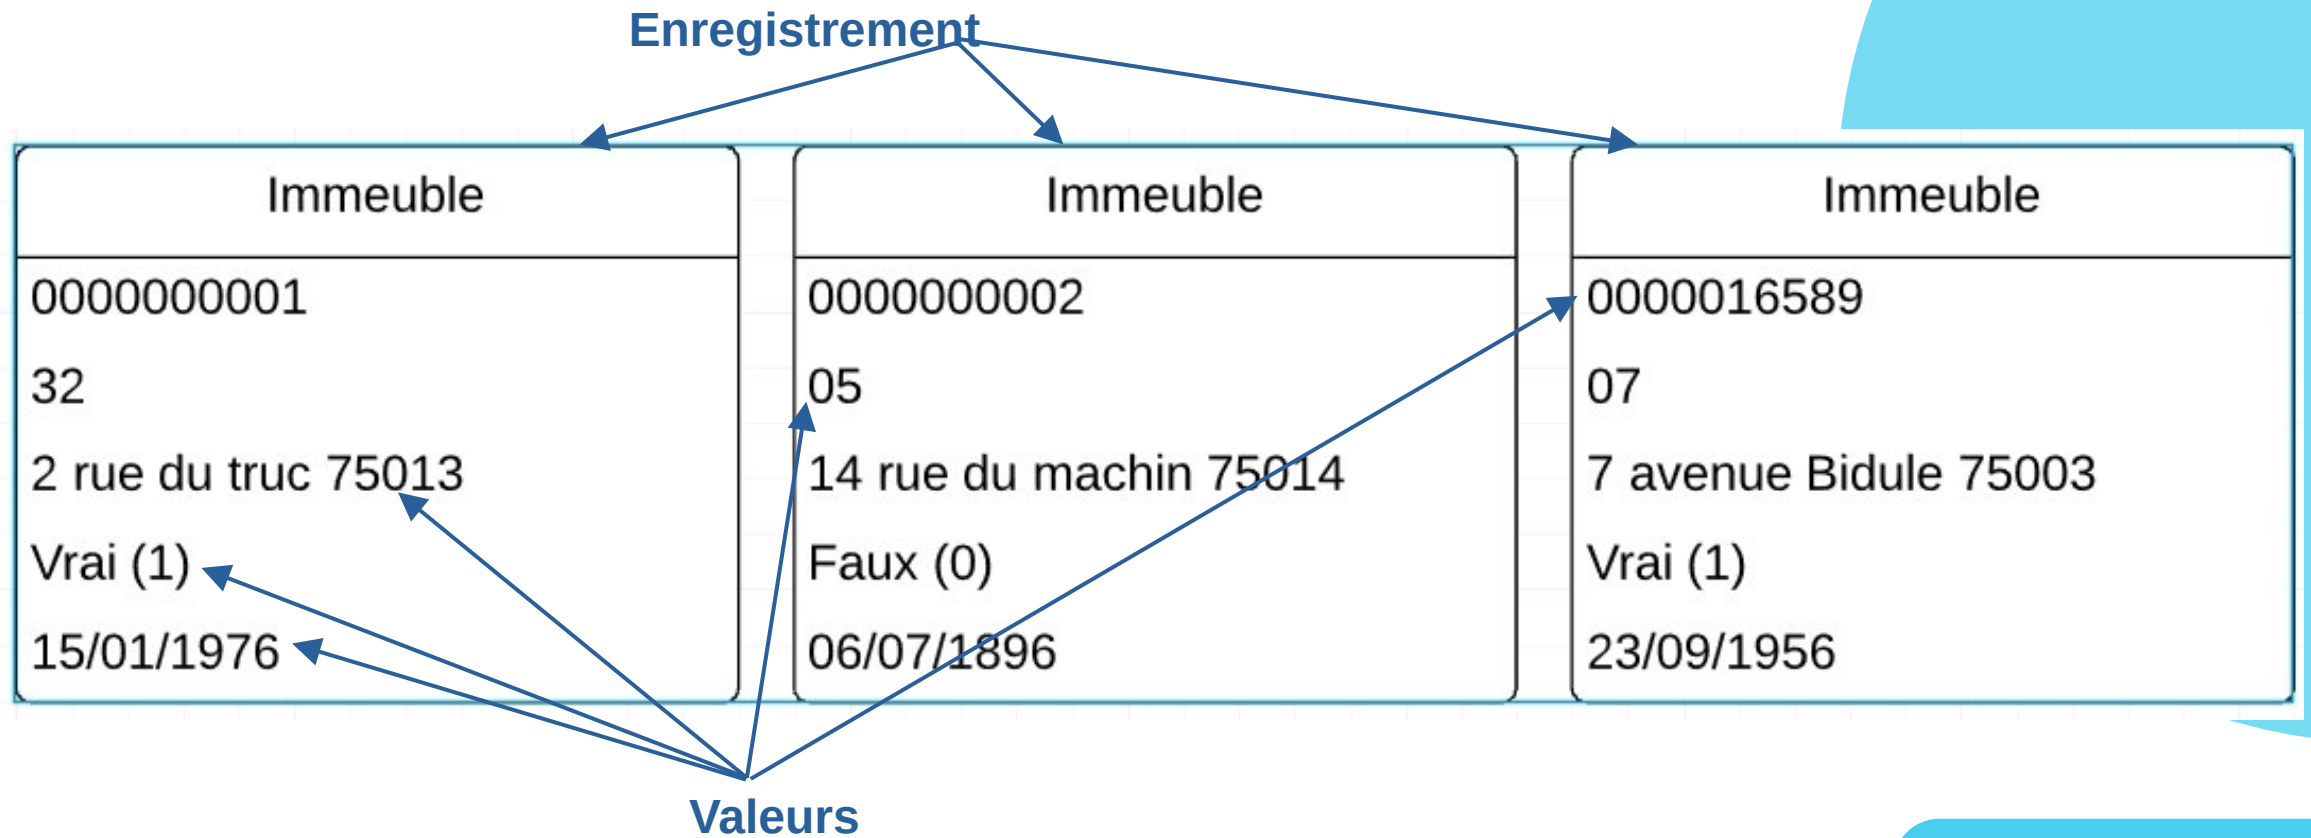 Enregistrement
Immeuble
0000000001
32
2 rue du truc 75013
Vrai (1)
15/01/1976
Immeuble
0000000002
05
14 rue du machin 75014
Faux (0)
06/07/1896
Immeuble
0000016589
07
7 avenue Bidule 75003
Vrai (1)
23/09/1956
Valeurs